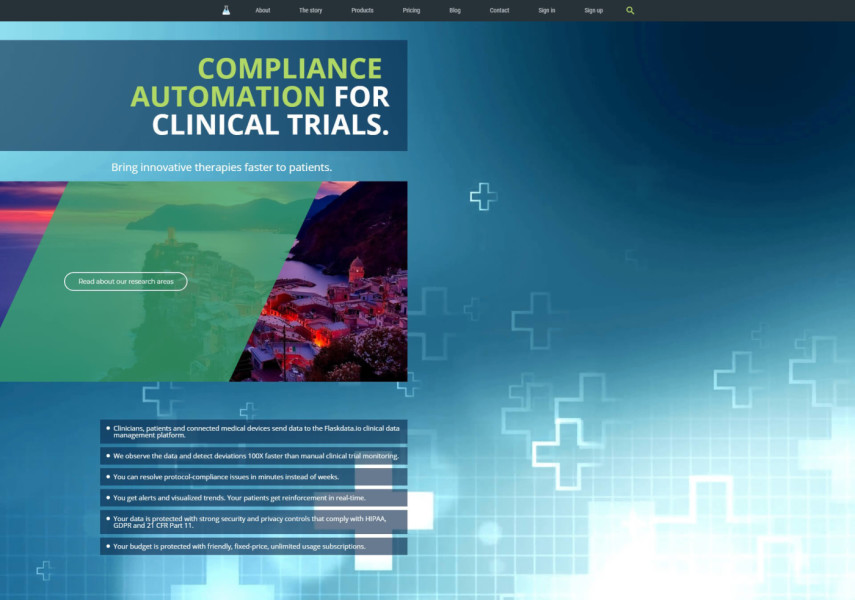 About The story Products Pricing Blog Contact Sign in Sign up
COMPLIANCE
AUTOMATION FOR
CLINICAL TRIALS.
Bring innovative therapies faster to patients.
Read about our research areas
Clinicians, patients and connected medical devices send data to the Flaskdata.io clinical data
management platform.
We observe the data and detect deviations 100X faster than manual clinical trial monitoring.
You can resolve protocol-compliance issues in minutes instead of weeks.
You get alerts and visualized trends. Your patients get reinforcement in real-time.
Your data is protected with strong security and privacy controls that comply with HIPAA,
GDPR and 21 CFR Part 11.
Your budget is protected with friendly, fixed-price, unlimited usage subscriptions.